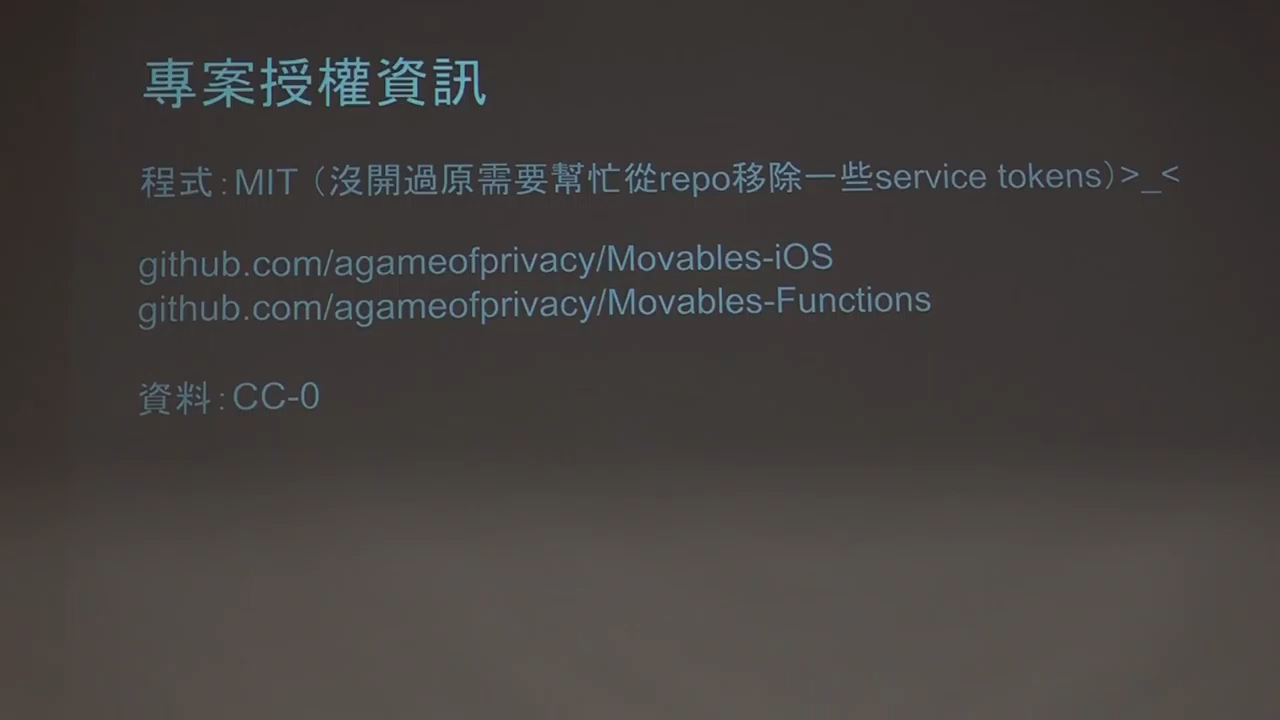 專案授權資訊
程式：MIT（沒開過原需要幫忙從repo移除一些service tokens）>_<
github.com/agameofprivacy/Movables-iOS
github.com/agameofprivacy/Movables-Functions
資料：CC-0